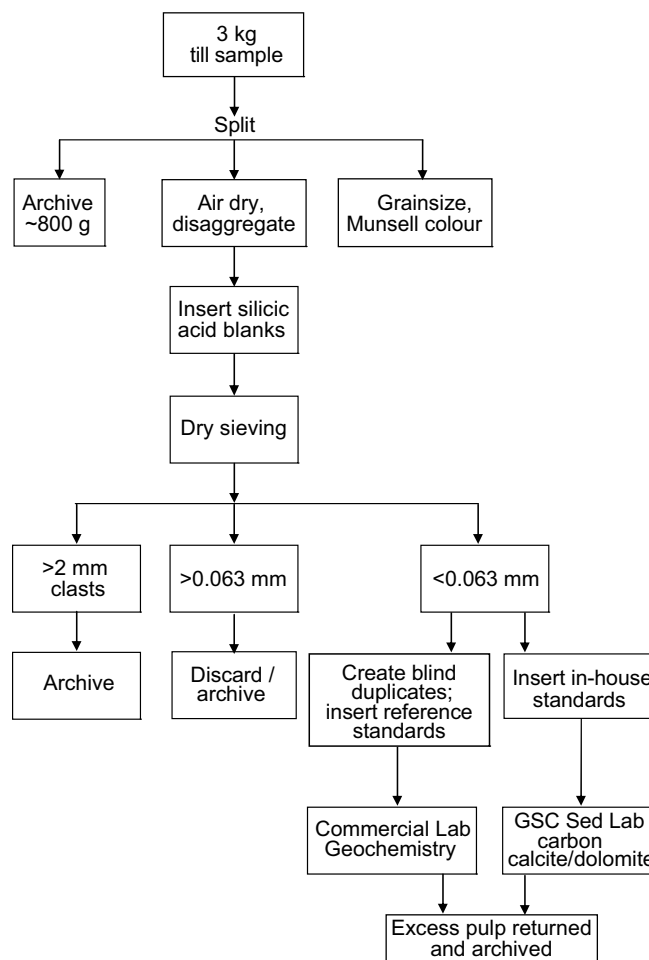 3 kg
till sample
Split
Archive
~800 g
Air dry,
disaggregate
Grainsize,
Munsell colour
Insert silicic
acid blanks
Dry sieving
>2 mm
clasts
>0.063 mm
<0.063 mm
Archive
Discard /
archive
Create blind
duplicates;
insert reference
standards
Insert in-house
standards
Commercial Lab
Geochemistry
GSC Sed Lab
carbon
calcite/dolomite
Excess pulp returned
and archived